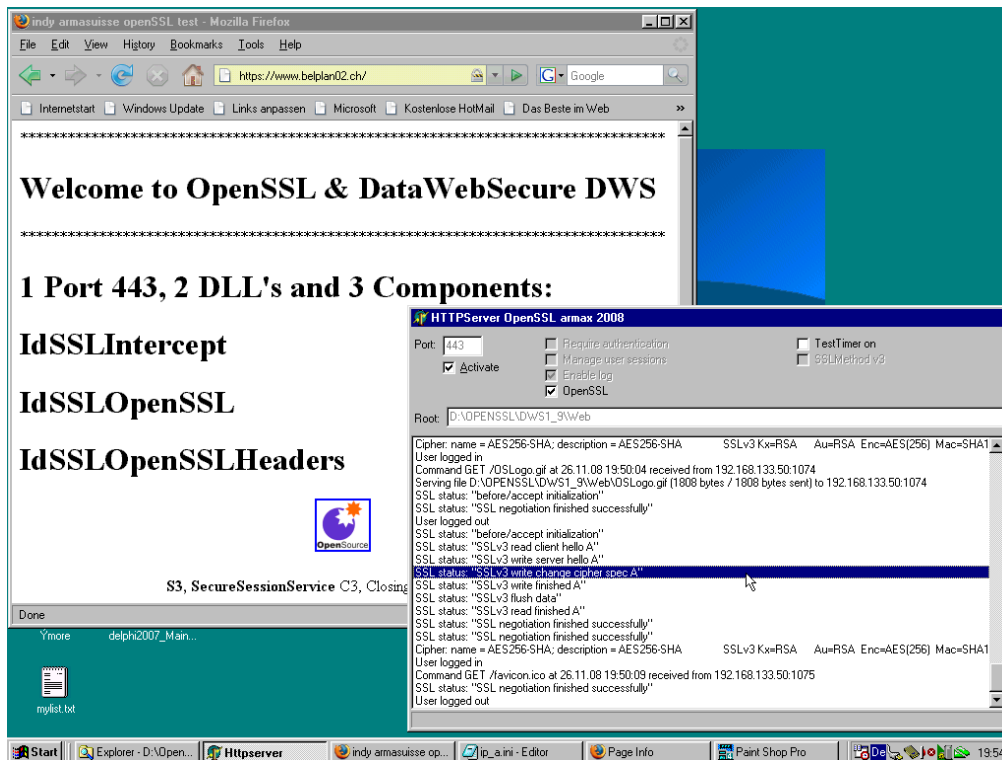 indy armasuisse openSSL test - Mozilla Firefox
File Edit View History Bookmarks Tools Help
https://www.belplan02.ch/ G Google
Internetstart Windows Update Links anpassen Microsoft Kostenlose HotMail Das Beste im Web »
Welcome to OpenSSL & DataWebSecure DWS
1 Port 443, 2 DLL's and 3 Components:
IdSSLIntercept
IdSSLOpenSSL
IdSSLOpenSSLHeaders
OpenSource
S3, SecureSessionService C3, Closing
Done
HTTPServer OpenSSL armax 2008
Port: 443 Require authentication TestTimer on
Manage user sessions SSLMethod v3
Activate Enable log
OpenSSL
Root: D:\OPENSSL\DWS1_9\Web
Cipher: name = AES256-SHA; description = AES256-SHA SSLv3 Kx=RSA Au=RSA Enc=AES(256) Mac=SHA1
User logged in
Command GET /OSLogo.gif at 26.11.08 19:50:04 received from 192.168.133.50:1074
Serving file D:\OPENSSL\DWS1_9\Web\OSLogo.gif (1808 bytes / 1808 bytes sent) to 192.168.133.50:1074
SSL status: "before/accept initialization"
SSL status: "SSL negotiation finished successfully"
User logged out
SSL status: "before/accept initialization"
SSL status: "SSLv3 read client hello A"
SSL status: "SSLv3 write server hello A"
SSL status: "SSLv3 write change cipher spec A"
SSL status: "SSLv3 write finished A"
SSL status: "SSLv3 flush data"
SSL status: "SSLv3 read finished A"
SSL status: "SSL negotiation finished successfully"
SSL status: "SSL negotiation finished successfully"
Cipher: name = AES256-SHA; description = AES256-SHA SSLv3 Kx=RSA Au=RSA Enc=AES(256) Mac=SHA1
User logged in
Command GET /favicon.ico at 26.11.08 19:50:09 received from 192.168.133.50:1075
SSL status: "SSL negotiation finished successfully"
User logged out
Ýmore delphi2007_Main...
mylist.txt
Start Explorer - D:\Open... Httpserver indy armasuisse op... ip_a.ini - Editor Page Info Paint Shop Pro De 19:54